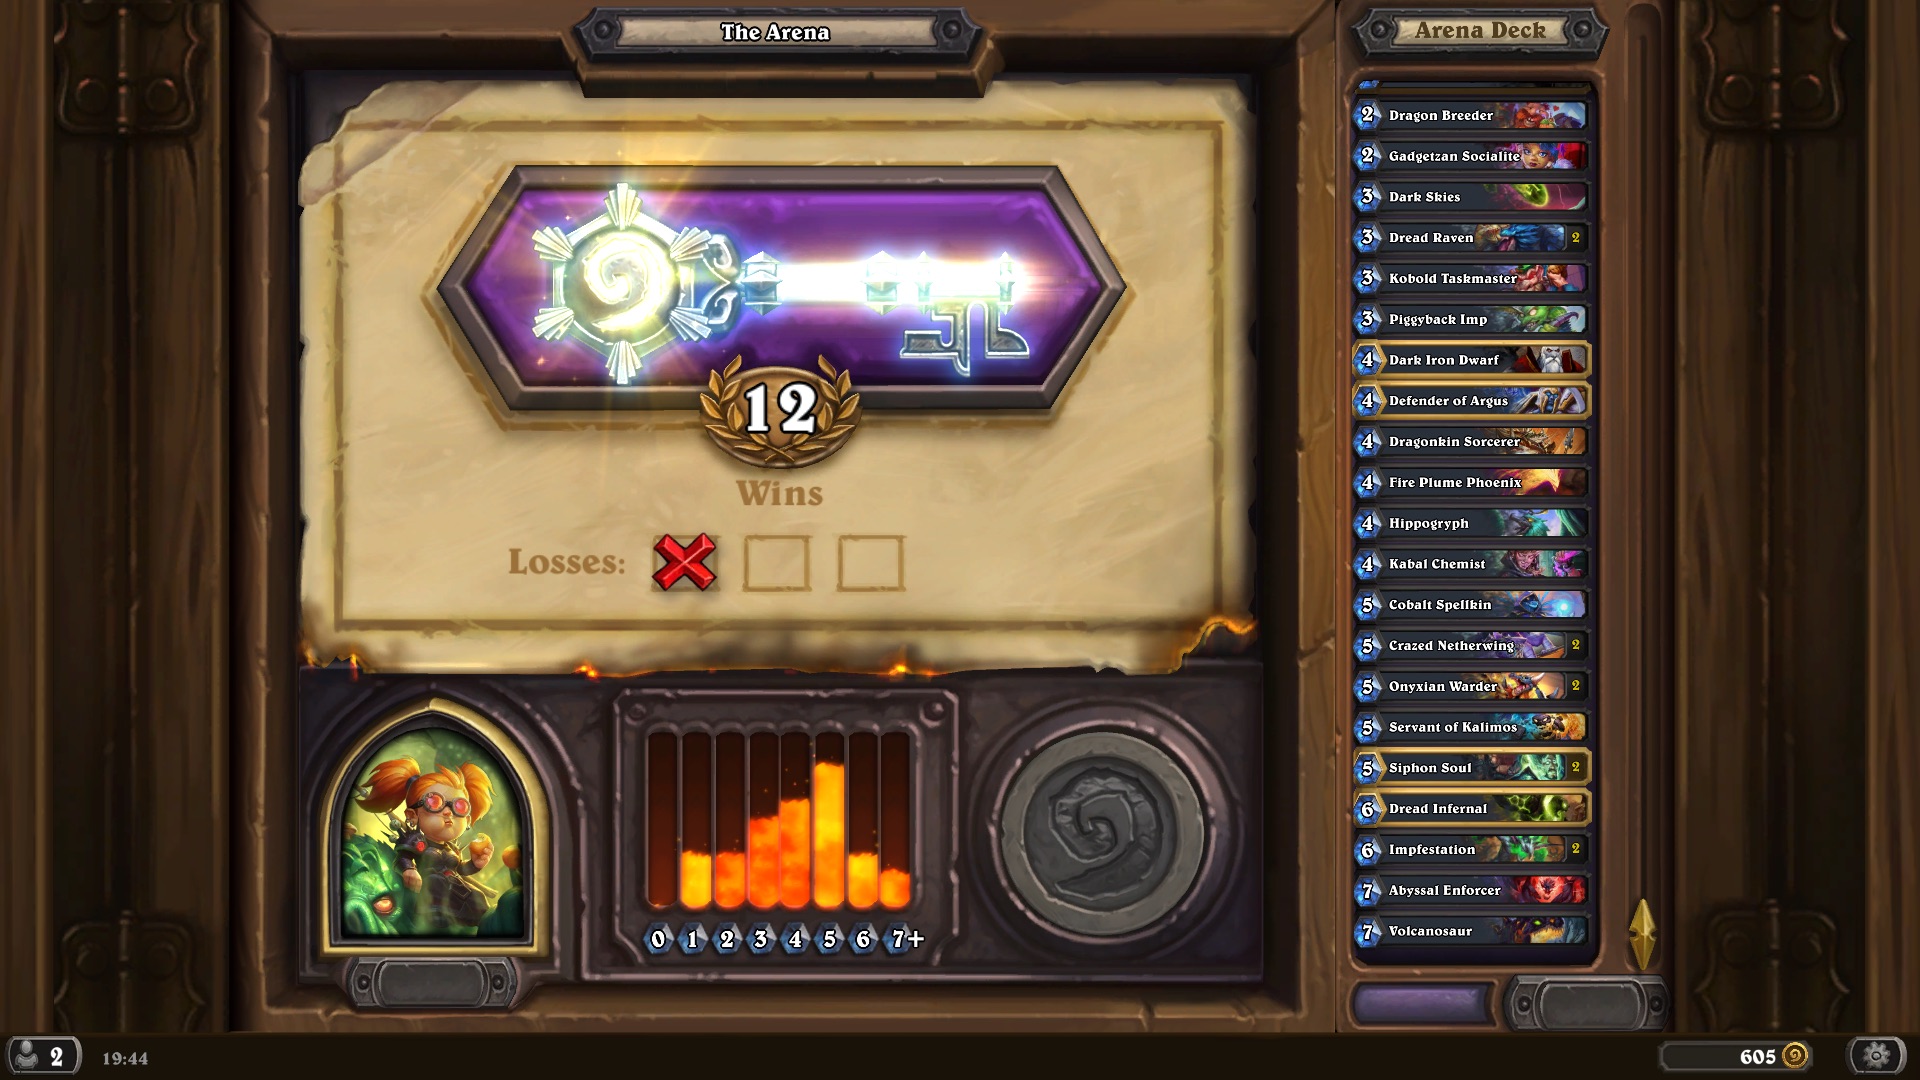 The Arena
12
Wins
Losses:
0 1 2 3 4 5 6 7+
Arena Deck
2 Dragon Breeder
2 Gadgetzan Socialite
3 Dark Skies
3 Dread Raven 2
3 Kobold Taskmaster
3 Piggyback Imp
4 Dark Iron Dwarf
4 Defender of Argus
4 Dragonkin Sorcerer
4 Fire Plume Phoenix
4 Hippogryph
4 Kabal Chemist
5 Cobalt Spellkin
5 Crazed Netherwing 2
5 Onyxian Warder 2
5 Servant of Kalimos
5 Siphon Soul 2
6 Dread Infernal
6 Impfestation 2
7 Abyssal Enforcer
7 Volcanosaur
2 19:44
605